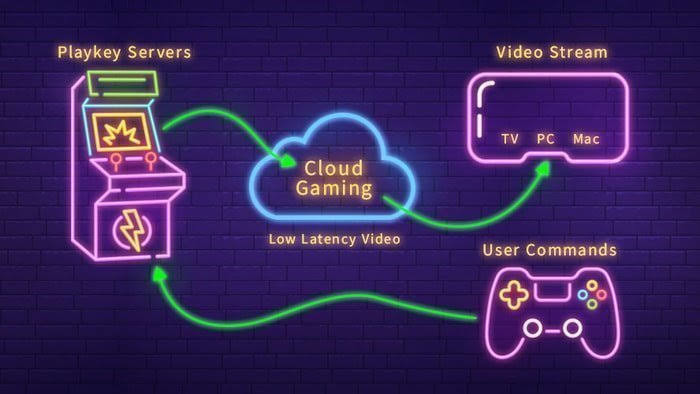 Playkey Servers
Video Stream
TV PC Mac
Cloud
Gaming
Low Latency Video
User Commands